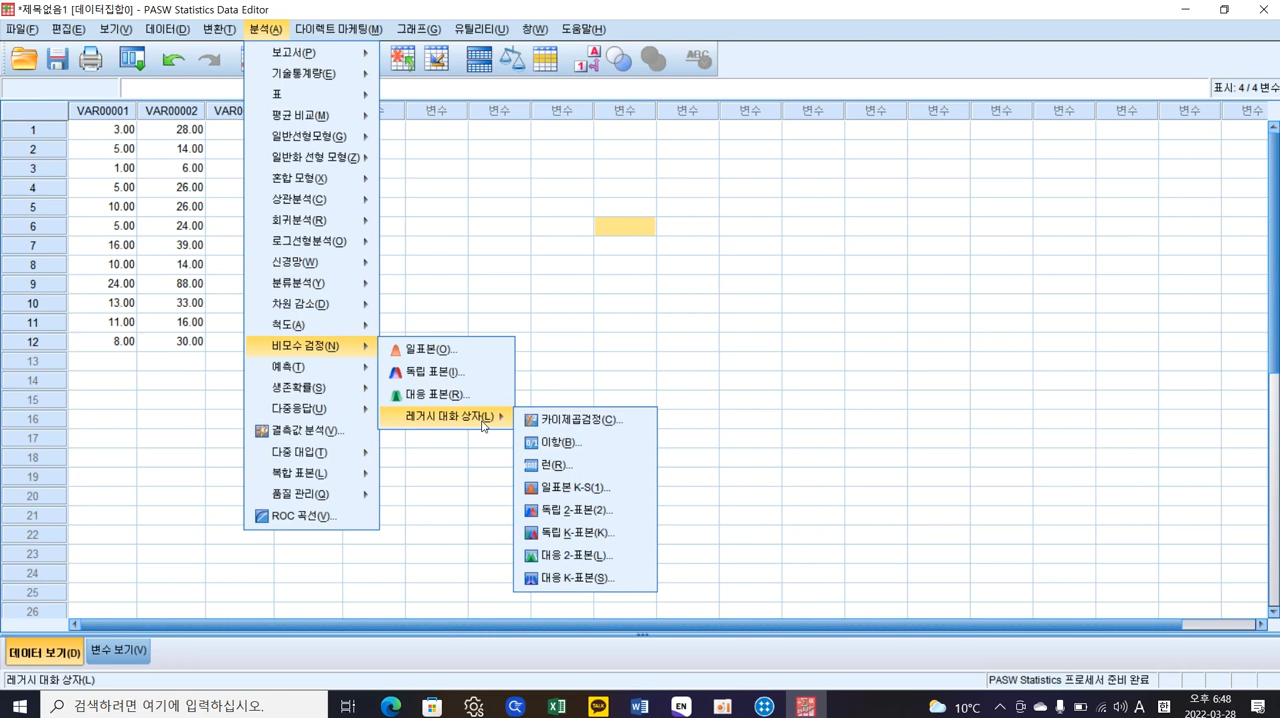 *제목없음1 [데이터집합0] - PASW Statistics Data Editor
파일(F) 편집(E) 보기(V) 데이터(D) 변환(T) 분석(A) 다이렉트 마케팅(M) 그래프(G) 유틸리티(U) 창(W) 도움말(H)
표시: 4 / 4 변수
VAR00001 VAR00002 VAR0 변수 변수 변수 변수 변수 변수 변수 변수 변수 변수 변수 변수
1 3.00 28.00
2 5.00 14.00
3 1.00 6.00
4 5.00 26.00
5 10.00 26.00
6 5.00 24.00
7 16.00 39.00
8 10.00 14.00
9 24.00 88.00
10 13.00 33.00
11 11.00 16.00
12 8.00 30.00
13
14
15
16
17
18
19
20
21
22
23
24
25
26
보고서(P)
기술통계량(E)
표
평균 비교(M)
일반선형모형(G)
일반화 선형 모형(Z)
혼합 모형(X)
상관분석(C)
회귀분석(R)
로그선형분석(O)
신경망(W)
분류분석(Y)
차원 감소(D)
척도(A)
비모수 검정(N)
예측(T)
생존확률(S)
다중응답(U)
결측값 분석(V)...
다중 대입(T)
복합 표본(L)
품질 관리(Q)
ROC 곡선(V)...
일표본(O)...
독립 표본(I)...
대응 표본(R)...
레거시 대화 상자(L)
카이제곱검정(C)...
이항(B)...
런(R)...
일표본 K-S(1)...
독립 2-표본(2)...
독립 K-표본(K)...
대응 2-표본(L)...
대응 K-표본(S)...
데이터 보기(D) 변수 보기(V)
레거시 대화 상자(L) PASW Statistics 프로세서 준비 완료
검색하려면 여기에 입력하십시오.
10°C A 한
오후 6:48
2022-03-28